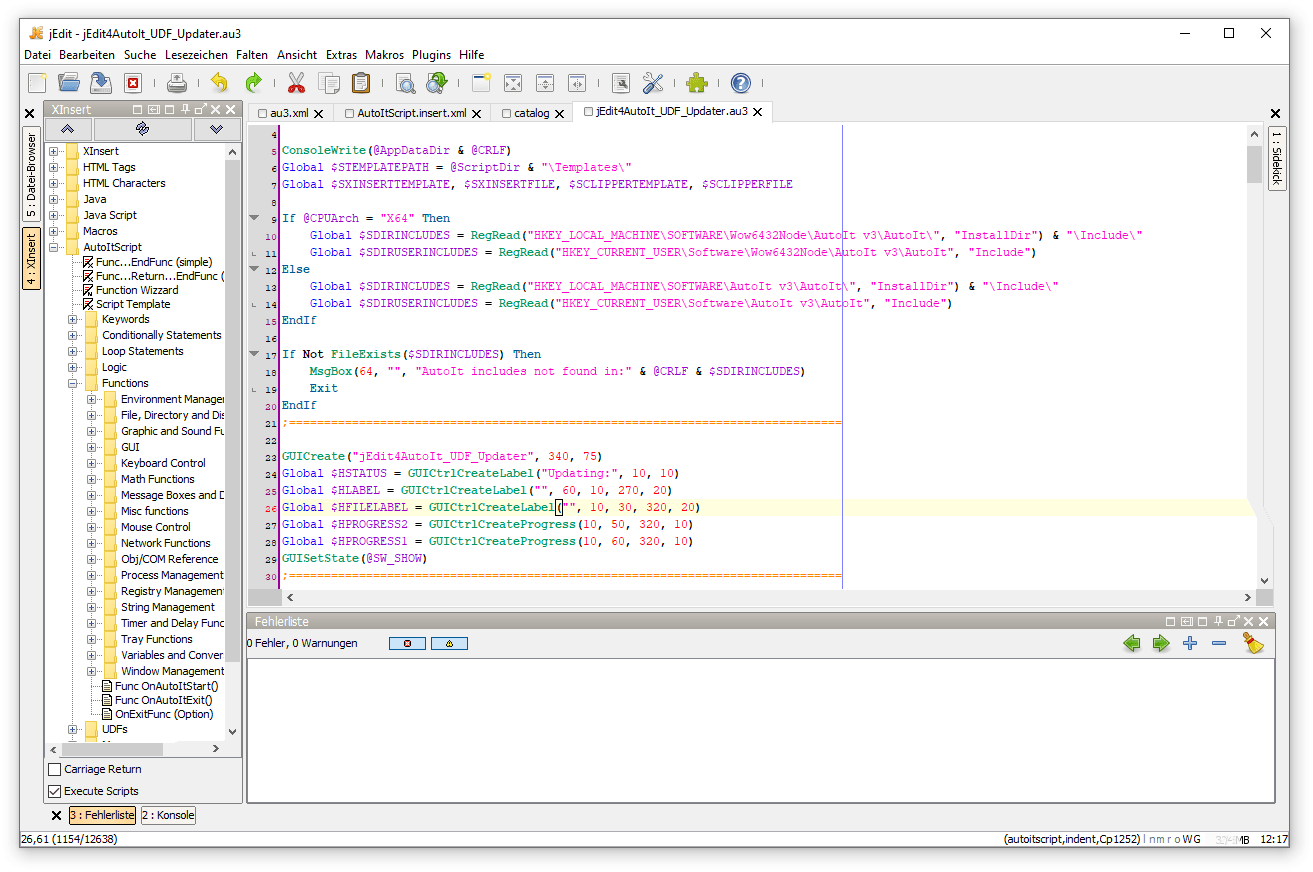 jEdit - jEdit4AutoIt_UDF_Updater.au3
Datei Bearbeiten Suche Lesezeichen Falten Ansicht Extras Makros Plugins Hilfe
XInsert
au3.xml
AutoItScript.insert.xml
catalog
jEdit4AutoIt_UDF_Updater.au3
5 : Datei-Browser
4 : XInsert
XInsert
HTML Tags
HTML Characters
Java
Java Script
Macros
AutoItScript
Func...EndFunc (simple)
Func...Return...EndFunc (
Function Wizzard
Script Template
Keywords
Conditionally Statements
Loop Statements
Logic
Functions
Environment Manage
File, Directory and Dis
Graphic and Sound Fu
GUI
Keyboard Control
Math Functions
Message Boxes and D
Misc functions
Mouse Control
Network Functions
Obj/COM Reference
Process Management
Registry Management
String Management
Timer and Delay Func
Tray Functions
Variables and Conver
Window Management
Func OnAutoItStart()
Func OnAutoItExit()
OnExitFunc (Option)
UDFs
Carriage Return
Execute Scripts
4
5 ConsoleWrite(@AppDataDir & @CRLF)
6 Global $STEMPLATEPATH = @ScriptDir & "\Templates\"
7 Global $SXINSERTTEMPLATE, $SXINSERTFILE, $SCLIPPERTEMPLATE, $SCLIPPERFILE
8
9 If @CPUArch = "X64" Then
10 Global $SDIRINCLUDES = RegRead("HKEY_LOCAL_MACHINE\SOFTWARE\Wow6432Node\AutoIt v3\AutoIt\", "InstallDir") & "\Include\"
11 Global $SDIRUSERINCLUDES = RegRead("HKEY_CURRENT_USER\Software\Wow6432Node\AutoIt v3\AutoIt", "Include")
12 Else
13 Global $SDIRINCLUDES = RegRead("HKEY_LOCAL_MACHINE\SOFTWARE\AutoIt v3\AutoIt\", "InstallDir") & "\Include\"
14 Global $SDIRUSERINCLUDES = RegRead("HKEY_CURRENT_USER\Software\AutoIt v3\AutoIt", "Include")
15 EndIf
16
17 If Not FileExists($SDIRINCLUDES) Then
18 MsgBox(64, "", "AutoIt includes not found in:" & @CRLF & $SDIRINCLUDES)
19 Exit
20 EndIf
21 ;===============================================================================
22
23 GUICreate("jEdit4AutoIt_UDF_Updater", 340, 75)
24 Global $HSTATUS = GUICtrlCreateLabel("Updating:", 10, 10)
25 Global $HLABEL = GUICtrlCreateLabel("", 60, 10, 270, 20)
26 Global $HFILELABEL = GUICtrlCreateLabel("", 10, 30, 320, 20)
27 Global $HPROGRESS2 = GUICtrlCreateProgress(10, 50, 320, 10)
28 Global $HPROGRESS1 = GUICtrlCreateProgress(10, 60, 320, 10)
29 GUISetState(@SW_SHOW)
30 ;===============================================================================
1 : Sidekick
Fehlerliste
0 Fehler, 0 Warnungen
3 : Fehlerliste
2 : Konsole
26,61 (1154/12638)
(autoitscript,indent,Cp1252) | n m r o WG
MB
12:17